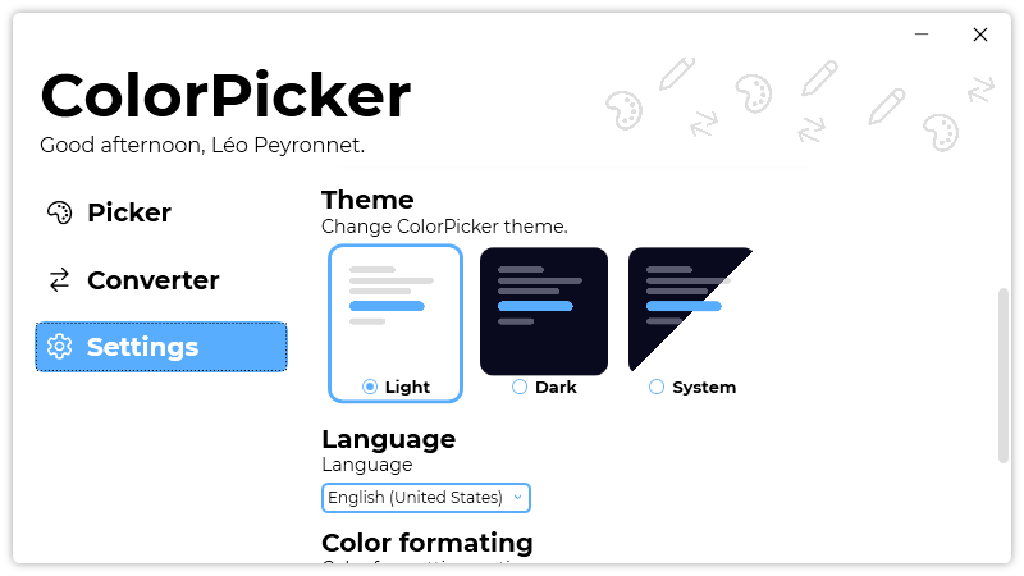 ColorPicker
Good afternoon, Léo Peyronnet.
Picker
Converter
Settings
Theme
Change ColorPicker theme.
Light
Dark
System
Language
Language
English (United States)
Color formating